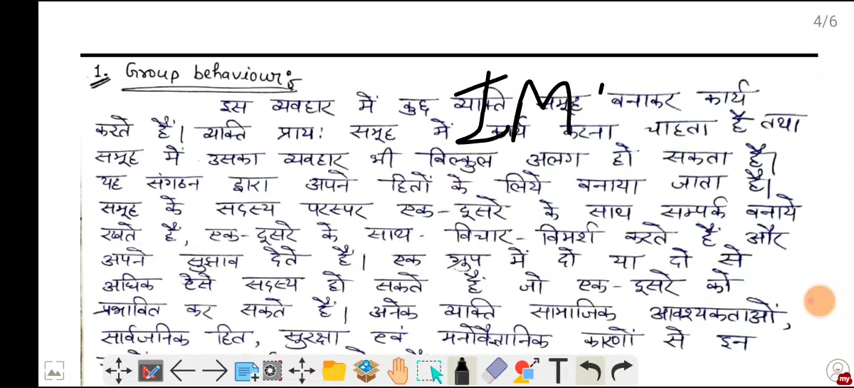 4/6
1. Group behaviour :
IM
इस व्यवहार में कुछ व्यक्ति समूह बनाकर कार्य
करते हैं। व्यक्ति प्रायः समूह में कार्य करना चाहता है तथा
समूह में उसका व्यवहार भी बिल्कुल अलग हो सकता है।
यह संगठन द्वारा अपने हितों के लिये बनाया जाता है।
समूह के सदस्य परस्पर एक-दूसरे के साथ सम्पर्क बनाये
रखते हैं, एक-दूसरे के साथ विचार-विमर्श करते हैं और
अपने सुझाव देते हैं। एक ग्रुप में दो या दो से
अधिक ऐसे सदस्य हो सकते हैं जो एक-दूसरे को
प्रभावित कर सकते हैं। अनेक व्यक्ति सामाजिक आवश्यकताओं,
सार्वजनिक हित, सुरक्षा एवं मनोवैज्ञानिक कारणों से इन
T
my